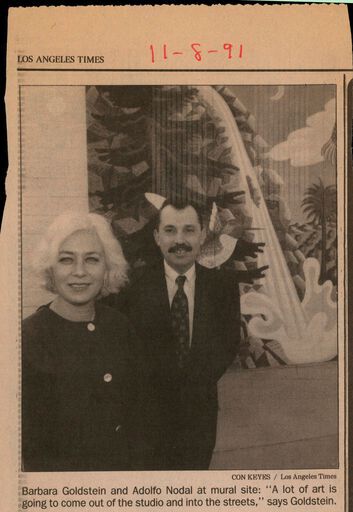 11-8-91
LOS ANGELES TIMES
CON KEYES / Los Angeles Times
Barbara Goldstein and Adolfo Nodal at mural site: "A lot of art is
going to come out of the studio and into the streets," says Goldstein.